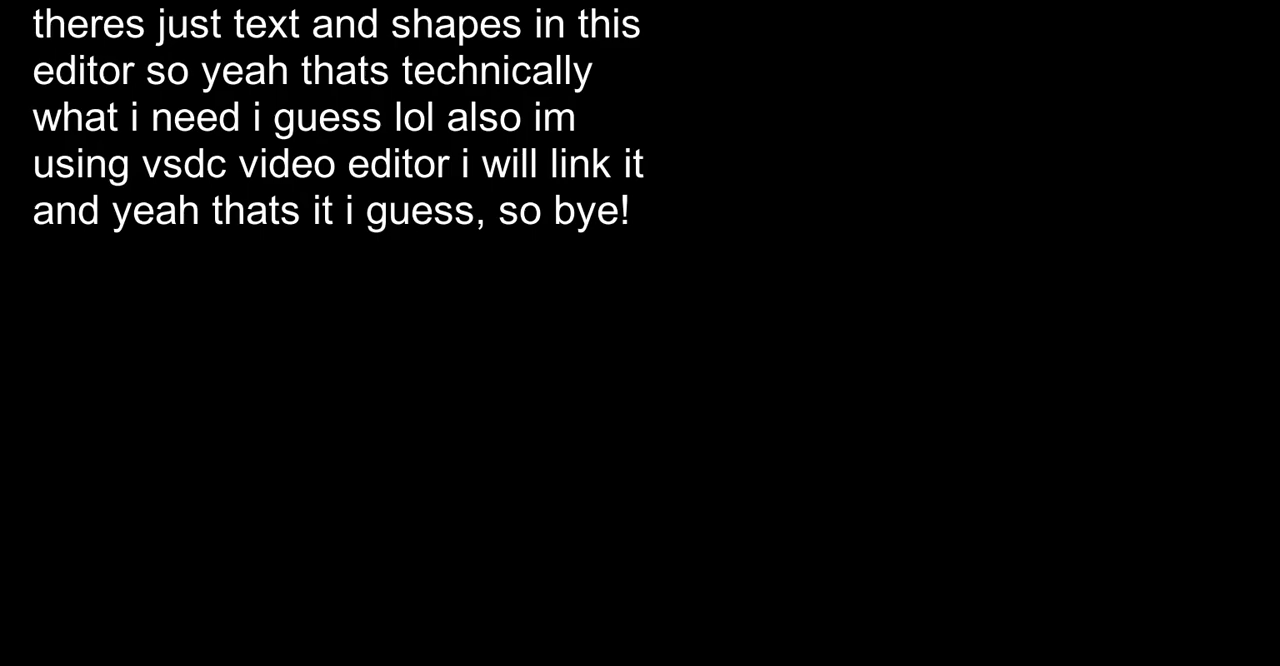 theres just text and shapes in this
editor so yeah thats technically
what i need i guess lol also im
using vsdc video editor i will link it
and yeah thats it i guess, so bye!